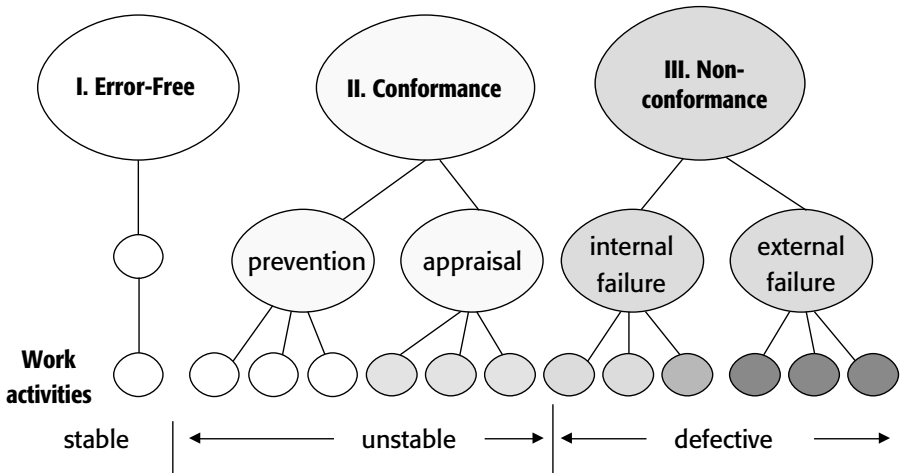 I. Error-Free
II. Conformance
III. Non-
conformance
prevention
appraisal
internal
failure
external
failure
Work
activities
stable
unstable
defective